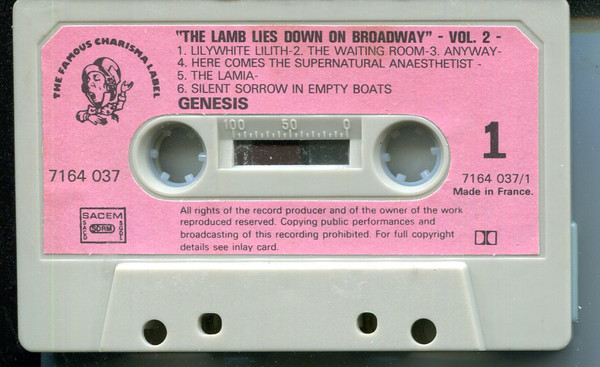 THE FAMOUS CHARISMA LABEL
"THE LAMB LIES DOWN ON BROADWAY" - VOL. 2 -
1. LILYWHITE LILITH-2. THE WAITING ROOM-3. ANYWAY-
4. HERE COMES THE SUPERNATURAL ANAESTHETIST -
5. THE LAMIA-
6. SILENT SORROW IN EMPTY BOATS
GENESIS
100 50 0
1
7164 037
7164 037/1
Made in France.
SACEM
SACD SDRM SGDL
All rights of the record producer and of the owner of the work
reproduced reserved. Copying public performances and
broadcasting of this recording prohibited. For full copyright
details see inlay card.